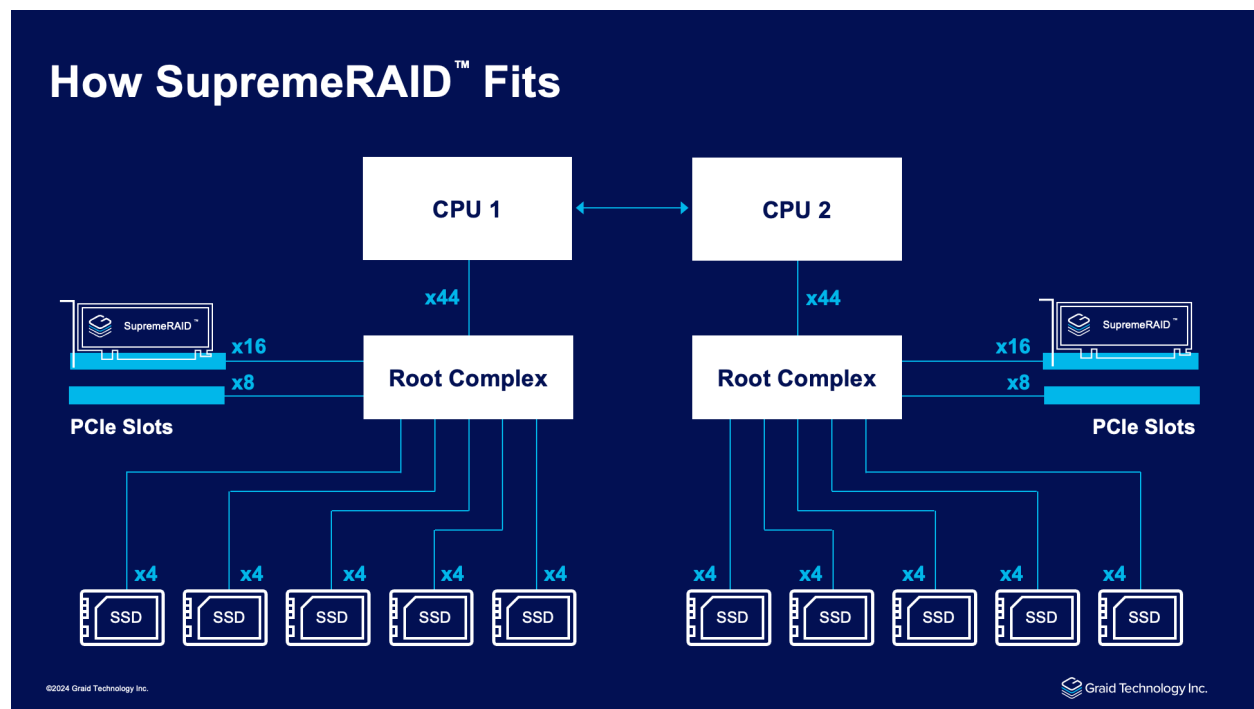 How SupremeRAID™ Fits
CPU 1
CPU 2
x44
x44
SupremeRAID™
SupremeRAID™
x16
x16
Root Complex
Root Complex
x8
x8
PCIe Slots
PCIe Slots
x4 x4 x4 x4 x4 x4 x4 x4 x4 x4
SSD SSD SSD SSD SSD SSD SSD SSD SSD SSD
©2024 Graid Technology Inc.
Graid Technology Inc.